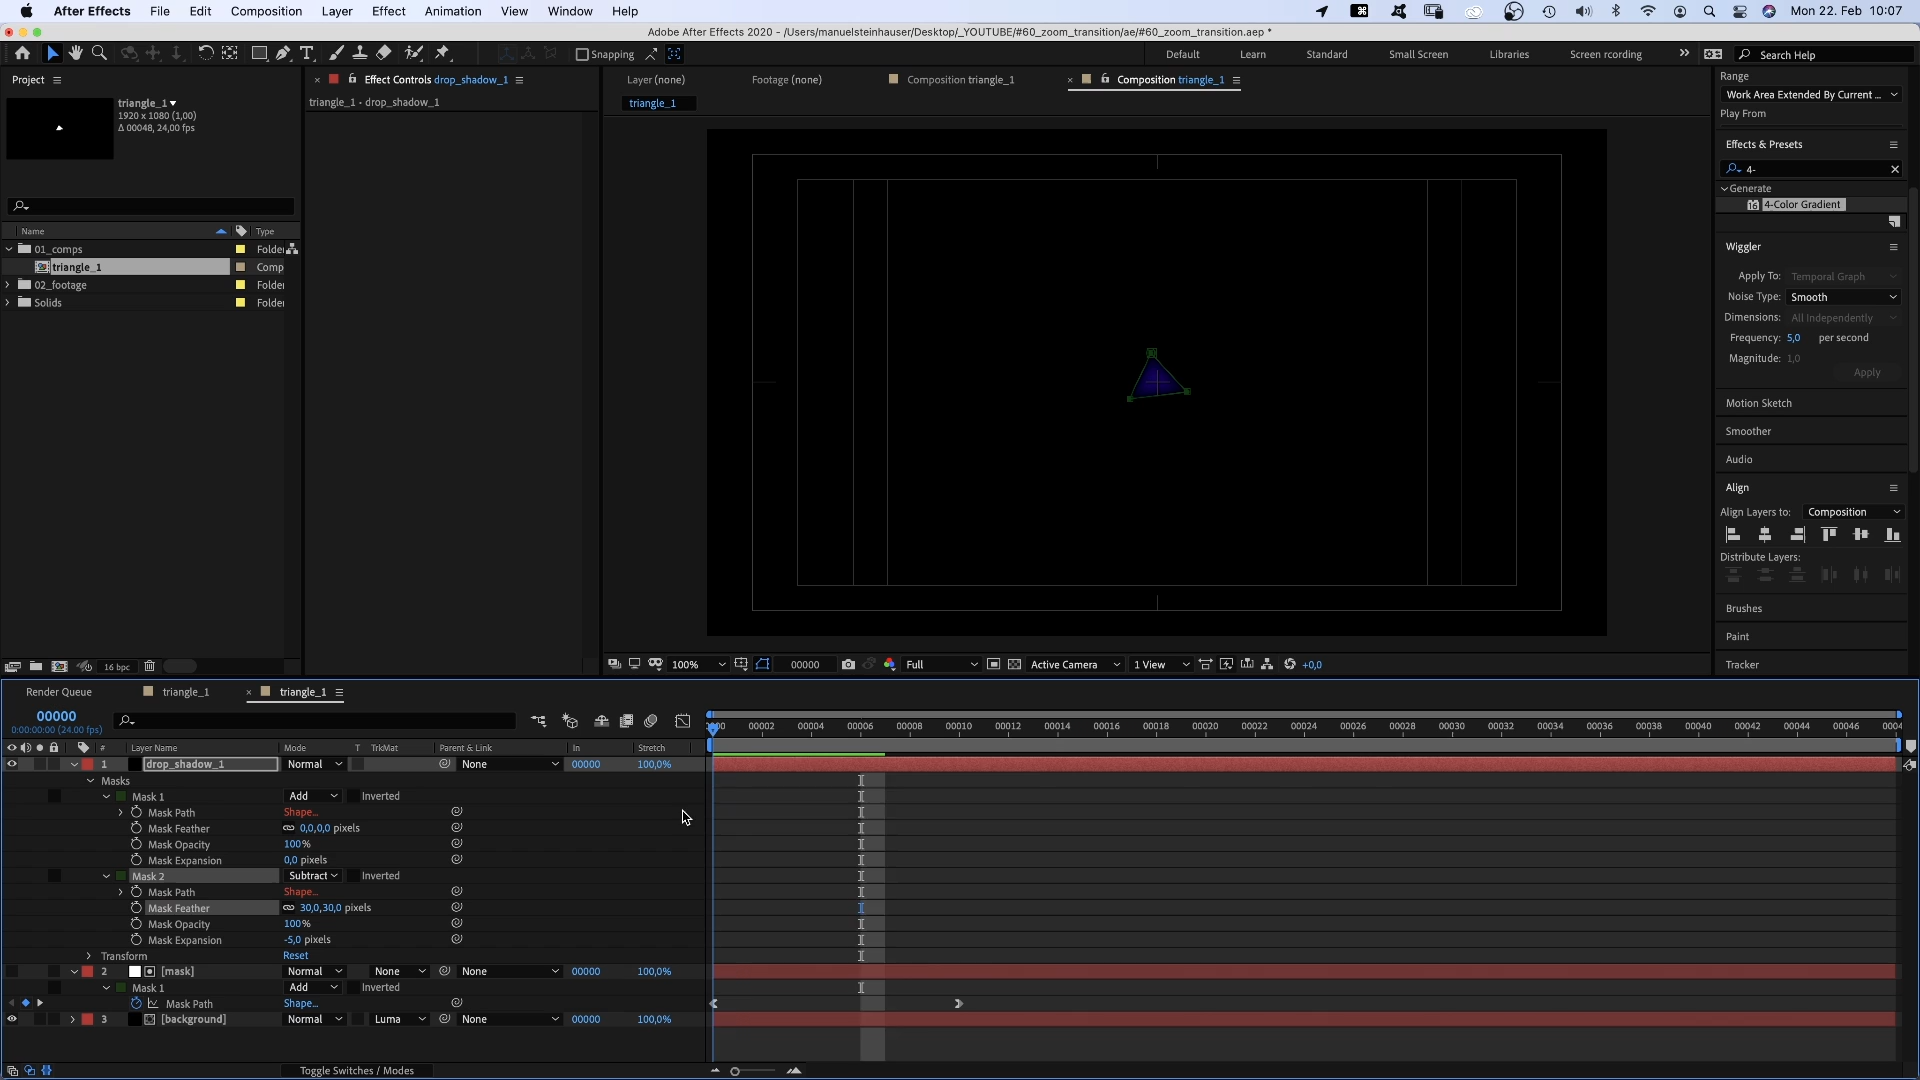 After Effects File Edit Composition Layer Effect Animation View Window Help Mon 22. Feb 10:07
Adobe After Effects 2020 - /Users/manuelsteinhauser/Desktop/_YOUTUBE/#60_zoom_transition/ae/#60_zoom_transition.aep *
Snapping Default Learn Standard Small Screen Libraries Screen rcording Search Help
Project Effect Controls drop_shadow_1 Layer (none) Footage (none) Composition triangle_1 Composition triangle_1
triangle_1
1920 x 1080 (1,00)
Δ 00048, 24,00 fps
triangle_1 · drop_shadow_1
triangle_1
Range
Work Area Extended By Current ...
Play From
Effects & Presets
4-
Generate
4-Color Gradient
Name Type
01_comps Folder
triangle_1 Comp
02_footage Folder
Solids Folder
Wiggler
Apply To: Temporal Graph
Noise Type: Smooth
Dimensions: All Independently
Frequency: 5,0 per second
Magnitude: 1,0
Apply
Motion Sketch
Smoother
Audio
Align
Align Layers to: Composition
Distribute Layers:
Brushes
Paint
Tracker
16 bpc
100% 00000 Full Active Camera 1 View +0,0
Render Queue triangle_1 triangle_1
00000
0:00:00:00 (24.00 fps)
00002 00004 00006 00008 00010 00012 00014 00016 00018 00020 00022 00024 00026 00028 00030 00032 00034 00036 00038 00040 00042 00044 00046
# Layer Name Mode T TrkMat Parent & Link In Stretch
1 drop_shadow_1 Normal None 00000 100,0%
Masks
Mask 1 Add Inverted
Mask Path Shape...
Mask Feather 0,0,0,0 pixels
Mask Opacity 100%
Mask Expansion 0,0 pixels
Mask 2 Subtract Inverted
Mask Path Shape...
Mask Feather 30,0,30,0 pixels
Mask Opacity 100%
Mask Expansion -5,0 pixels
Transform Reset
2 [mask] Normal None None 00000 100,0%
Mask 1 Add Inverted
Mask Path Shape...
3 [background] Normal Luma None 00000 100,0%
Toggle Switches / Modes